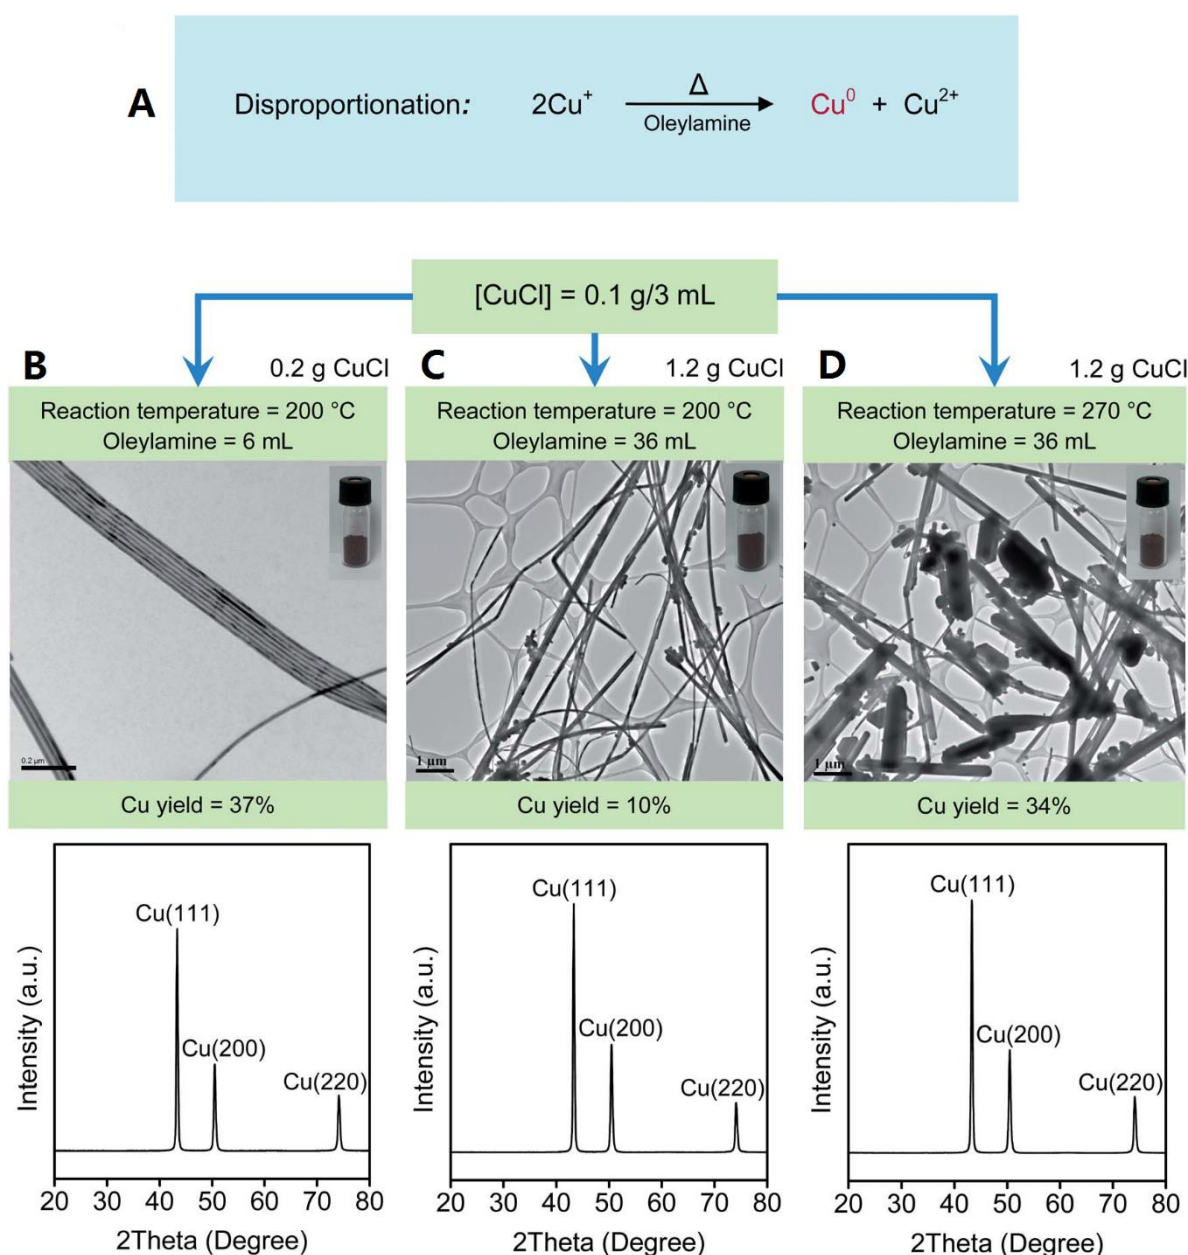 A
Disproportionation: 2Cu⁺ Δ Oleylamine Cu⁰ + Cu²⁺
[CuCl] = 0.1 g/3 mL
B
0.2 g CuCl
Reaction temperature = 200 °C
Oleylamine = 6 mL
0.2 µm
Cu yield = 37%
C
1.2 g CuCl
Reaction temperature = 200 °C
Oleylamine = 36 mL
1 µm
Cu yield = 10%
D
1.2 g CuCl
Reaction temperature = 270 °C
Oleylamine = 36 mL
1 µm
Cu yield = 34%
Intensity (a.u.)
Cu(111)
Cu(200)
Cu(220)
20 30 40 50 60 70 80
2Theta (Degree)
Intensity (a.u.)
Cu(111)
Cu(200)
Cu(220)
20 30 40 50 60 70 80
2Theta (Degree)
Intensity (a.u.)
Cu(111)
Cu(200)
Cu(220)
20 30 40 50 60 70 80
2Theta (Degree)